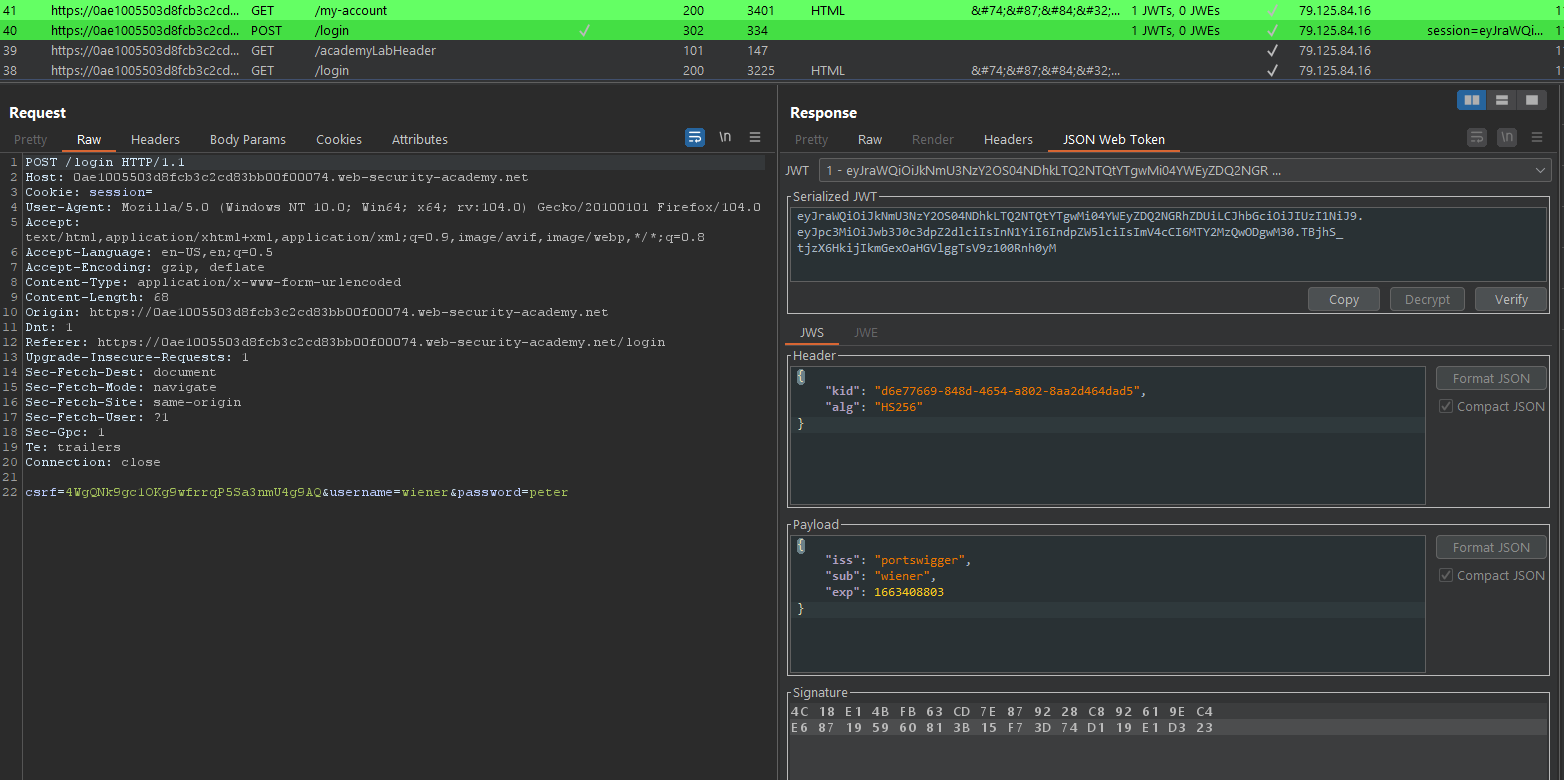 41 https://0ae1005503d8fcb3c2cd... GET /my-account 200 3401 HTML &#74;&#87;&#84;&#32;... 1 JWTs, 0 JWEs ✓ 79.125.84.16 1
40 https://0ae1005503d8fcb3c2cd... POST /login ✓ 302 334 1 JWTs, 0 JWEs ✓ 79.125.84.16 session=eyJraWQi... 1
39 https://0ae1005503d8fcb3c2cd... GET /academyLabHeader 101 147 ✓ 79.125.84.16 1
38 https://0ae1005503d8fcb3c2cd... GET /login 200 3225 HTML &#74;&#87;&#84;&#32;... ✓ 79.125.84.16 1
Request
Pretty Raw Headers Body Params Cookies Attributes \n
1 POST /login HTTP/1.1
2 Host: 0ae1005503d8fcb3c2cd83bb00f00074.web-security-academy.net
3 Cookie: session=
4 User-Agent: Mozilla/5.0 (Windows NT 10.0; Win64; x64; rv:104.0) Gecko/20100101 Firefox/104.0
5 Accept:
text/html,application/xhtml+xml,application/xml;q=0.9,image/avif,image/webp,*/*;q=0.8
6 Accept-Language: en-US,en;q=0.5
7 Accept-Encoding: gzip, deflate
8 Content-Type: application/x-www-form-urlencoded
9 Content-Length: 68
10 Origin: https://0ae1005503d8fcb3c2cd83bb00f00074.web-security-academy.net
11 Dnt: 1
12 Referer: https://0ae1005503d8fcb3c2cd83bb00f00074.web-security-academy.net/login
13 Upgrade-Insecure-Requests: 1
14 Sec-Fetch-Dest: document
15 Sec-Fetch-Mode: navigate
16 Sec-Fetch-Site: same-origin
17 Sec-Fetch-User: ?1
18 Sec-Gpc: 1
19 Te: trailers
20 Connection: close
21
22 csrf=4WgQNk9gc1OKg9wfrrqP5Sa3nmU4g9AQ&username=wiener&password=peter
Response
Pretty Raw Render Headers JSON Web Token \n
JWT 1 - eyJraWQiOiJkNmU3NzY2OS04NDhkLTQ2NTQtYTgwMi04YWEyZDQ2NGR ...
Serialized JWT
eyJraWQiOiJkNmU3NzY2OS04NDhkLTQ2NTQtYTgwMi04YWEyZDQ2NGRhZDUiLCJhbGciOiJIUzI1NiJ9.
eyJpc3MiOiJwb3J0c3dpZ2dlciIsInN1YiI6IndpZW5lciIsImV4cCI6MTY2MzQwODgwM30.TBjhS_
tjzX6HkijIkmGexOaHGVlggTsV9z100Rnh0yM
Copy Decrypt Verify
JWS JWE
Header
{
"kid": "d6e77669-848d-4654-a802-8aa2d464dad5",
"alg": "HS256"
}
Format JSON
Compact JSON
Payload
{
"iss": "portswigger",
"sub": "wiener",
"exp": 1663408803
}
Format JSON
Compact JSON
Signature
4C 18 E1 4B FB 63 CD 7E 87 92 28 C8 92 61 9E C4
E6 87 19 59 60 81 3B 15 F7 3D 74 D1 19 E1 D3 23